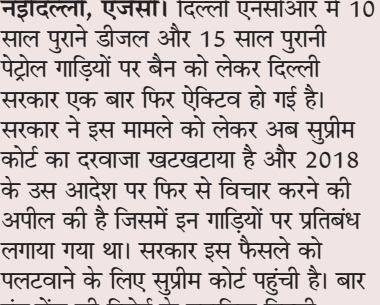 नईदिल्ली, एजेंसी। दिल्ली एनसीआर में 10
साल पुराने डीजल और 15 साल पुरानी
पेट्रोल गाड़ियों पर बैन को लेकर दिल्ली
सरकार एक बार फिर ऐक्टिव हो गई है।
सरकार ने इस मामले को लेकर अब सुप्रीम
कोर्ट का दरवाजा खटखटाया है और 2018
के उस आदेश पर फिर से विचार करने की
अपील की है जिसमें इन गाड़ियों पर प्रतिबंध
लगाया गया था। सरकार इस फैसले को
पलटवाने के लिए सुप्रीम कोर्ट पहुंची है। बार